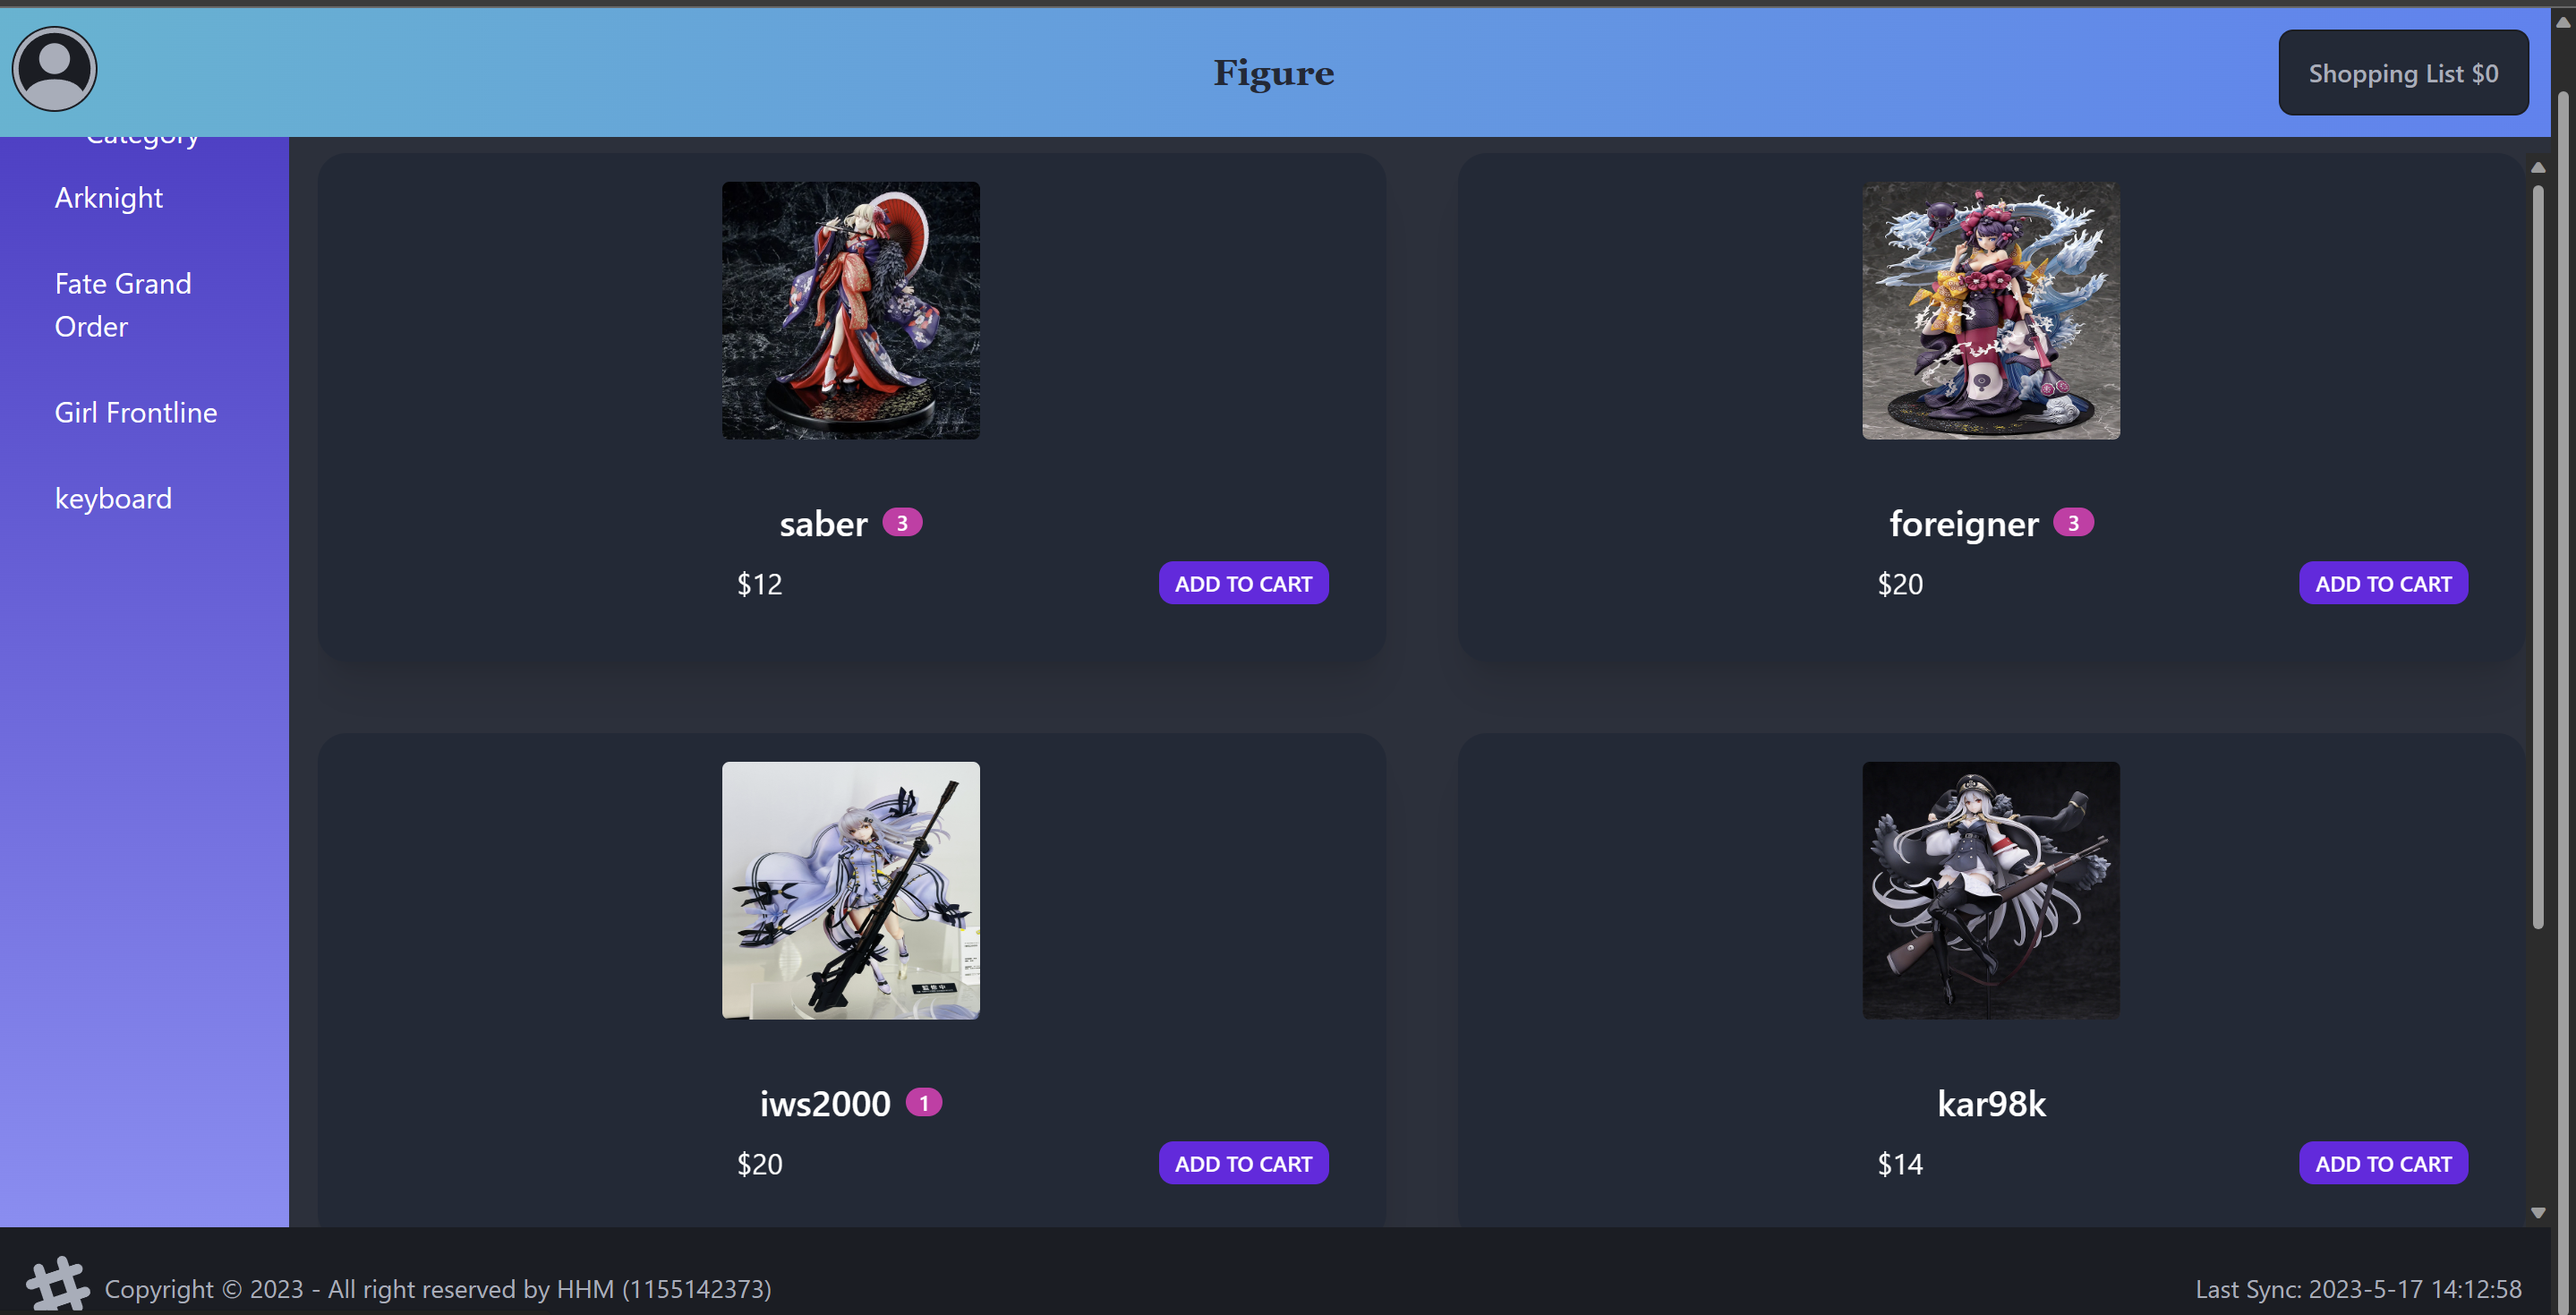 Figure
Shopping List $0
Category
Arknight
Fate Grand
Order
Girl Frontline
keyboard
saber 3
$12
ADD TO CART
foreigner 3
$20
ADD TO CART
iws2000 1
$20
ADD TO CART
kar98k
$14
ADD TO CART
Copyright © 2023 - All right reserved by HHM (1155142373)
Last Sync: 2023-5-17 14:12:58